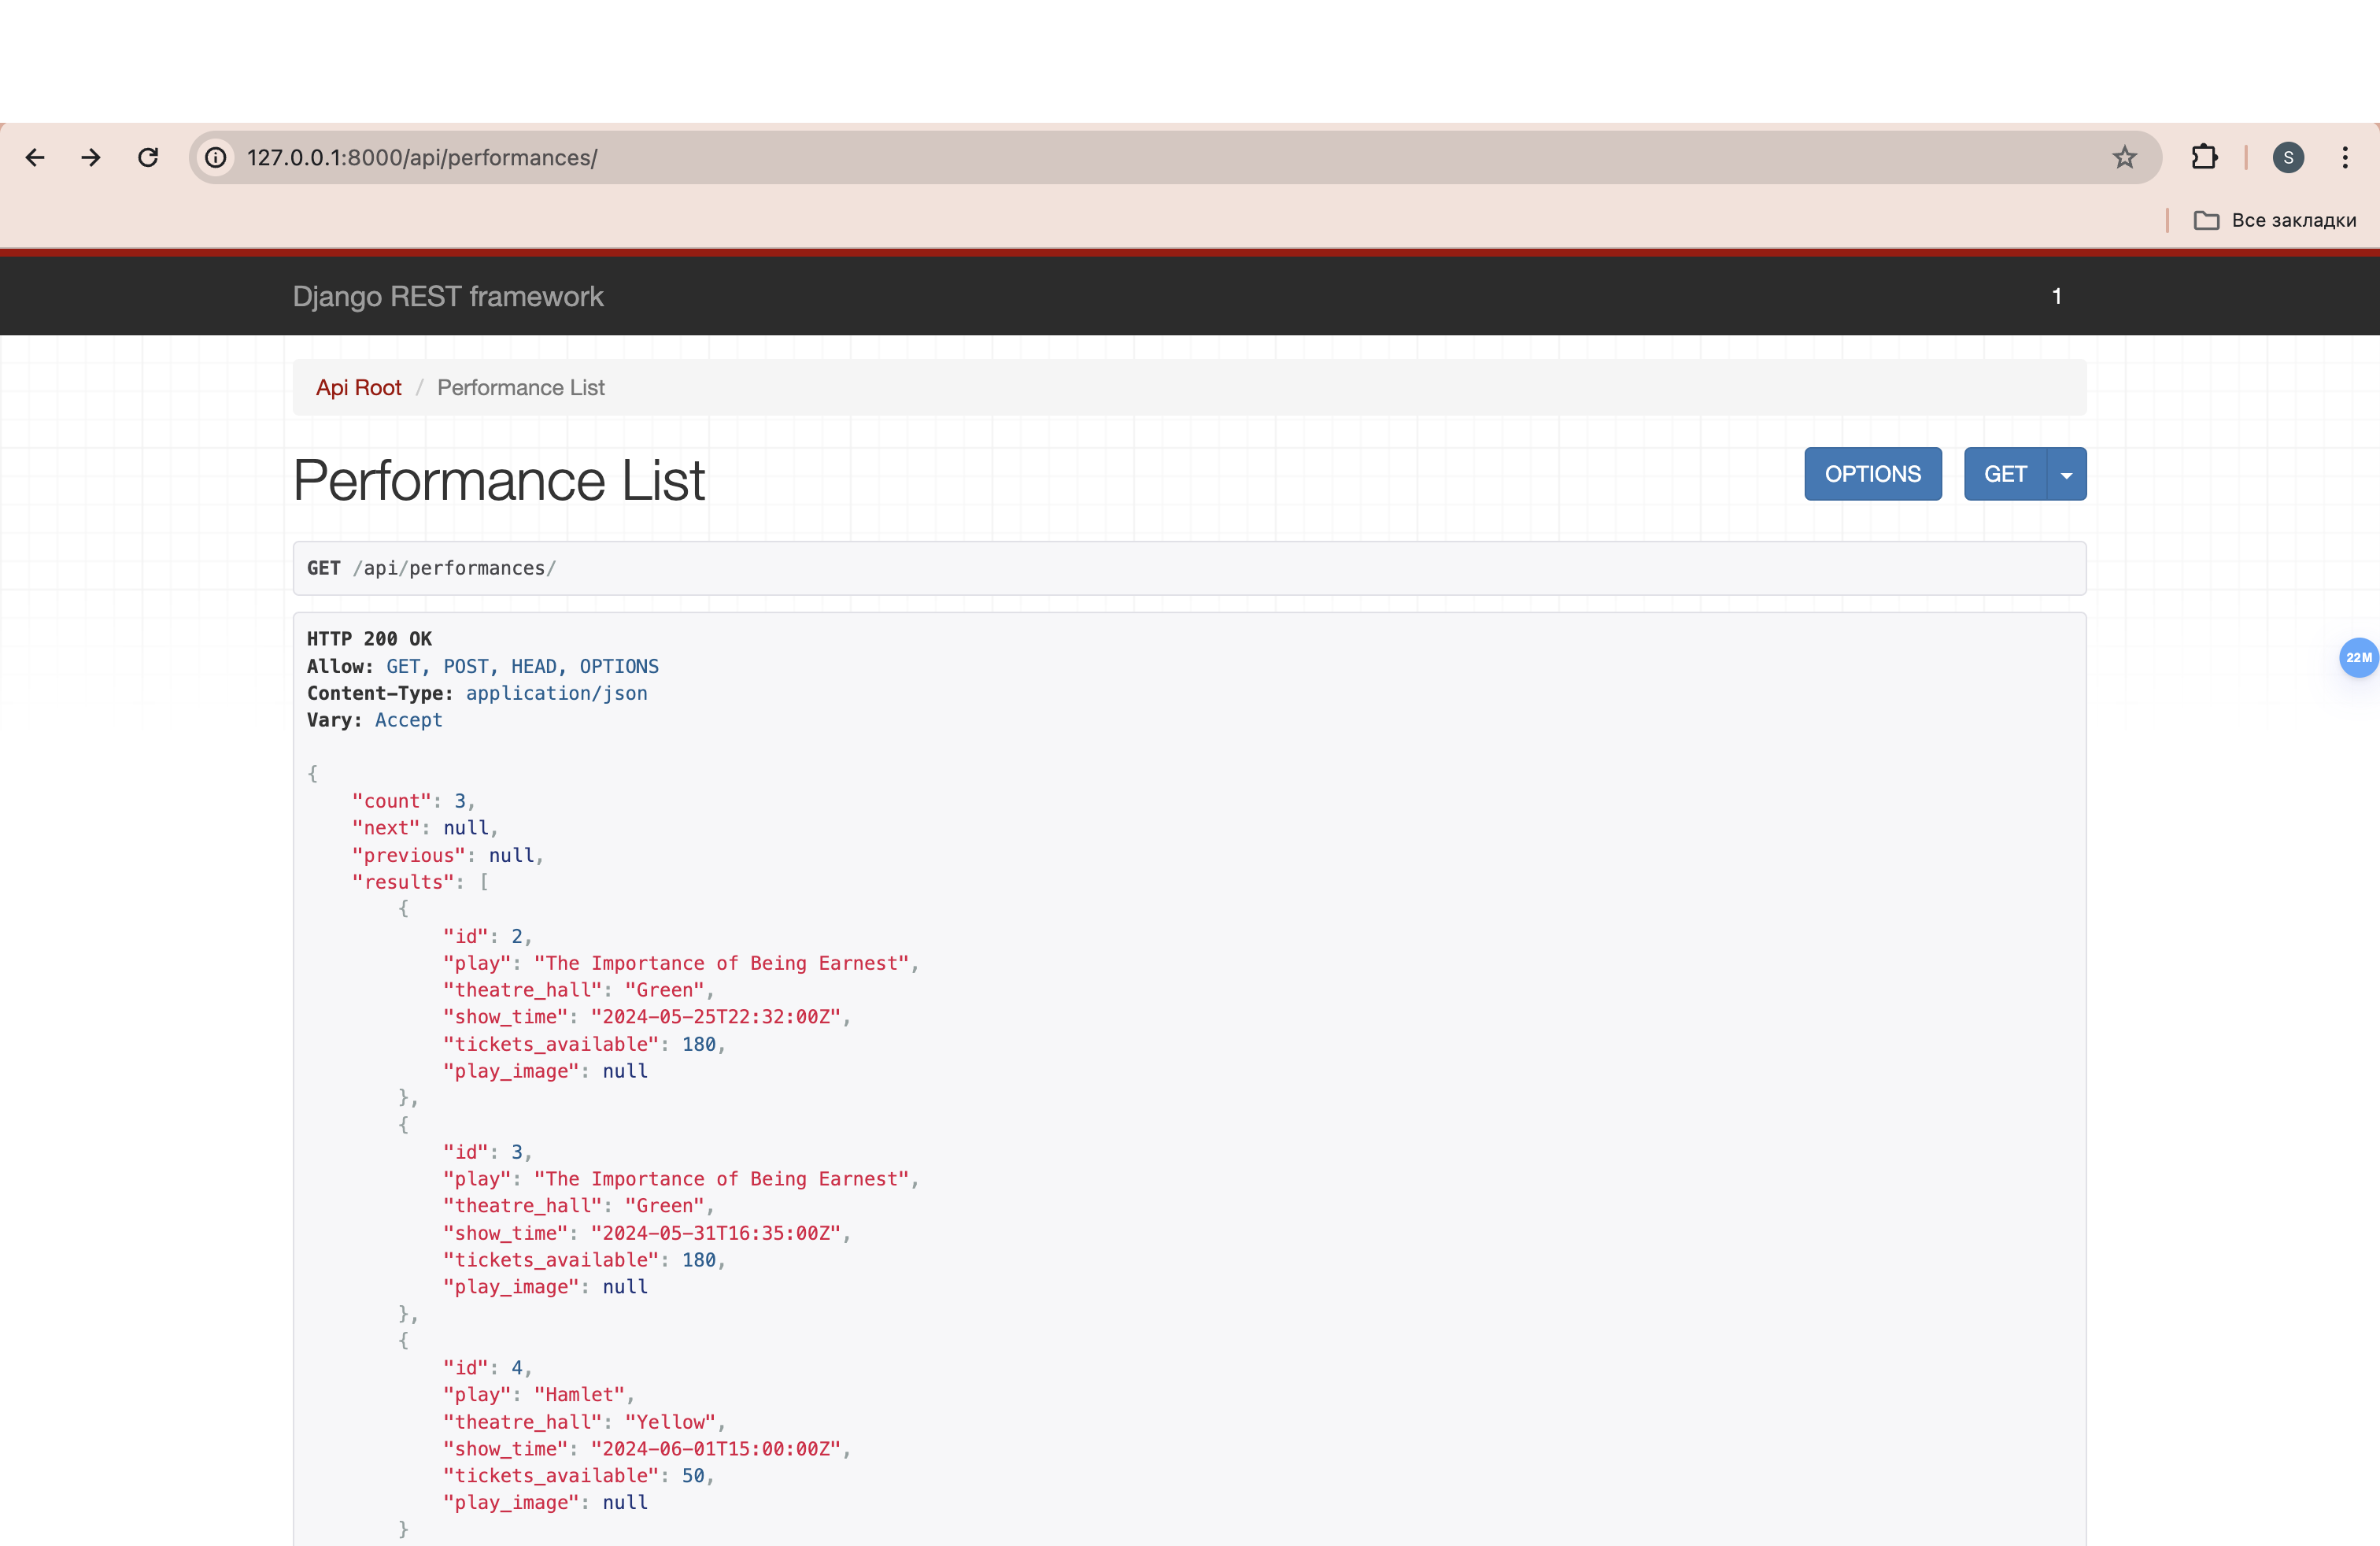 127.0.0.1:8000/api/performances/
S
Все закладки
Django REST framework
1
Api Root / Performance List
Performance List
OPTIONS
GET
GET /api/performances/
HTTP 200 OK
Allow: GET, POST, HEAD, OPTIONS
Content-Type: application/json
Vary: Accept
22M
{
    "count": 3,
    "next": null,
    "previous": null,
    "results": [
        {
            "id": 2,
            "play": "The Importance of Being Earnest",
            "theatre_hall": "Green",
            "show_time": "2024-05-25T22:32:00Z",
            "tickets_available": 180,
            "play_image": null
        },
        {
            "id": 3,
            "play": "The Importance of Being Earnest",
            "theatre_hall": "Green",
            "show_time": "2024-05-31T16:35:00Z",
            "tickets_available": 180,
            "play_image": null
        },
        {
            "id": 4,
            "play": "Hamlet",
            "theatre_hall": "Yellow",
            "show_time": "2024-06-01T15:00:00Z",
            "tickets_available": 50,
            "play_image": null
        }